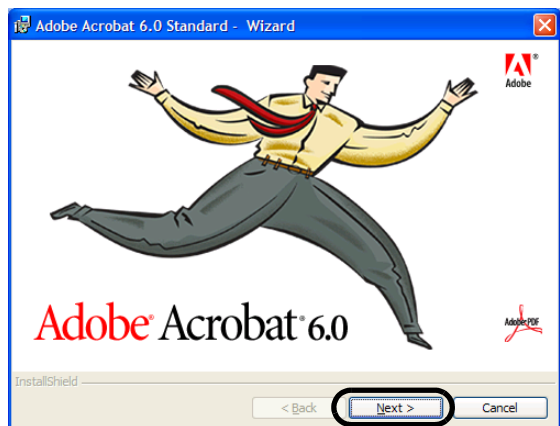 Adobe Acrobat 6.0 Standard - Wizard
Adobe
Adobe® Acrobat® 6.0
Adobe PDF
InstallShield
< Back Next > Cancel